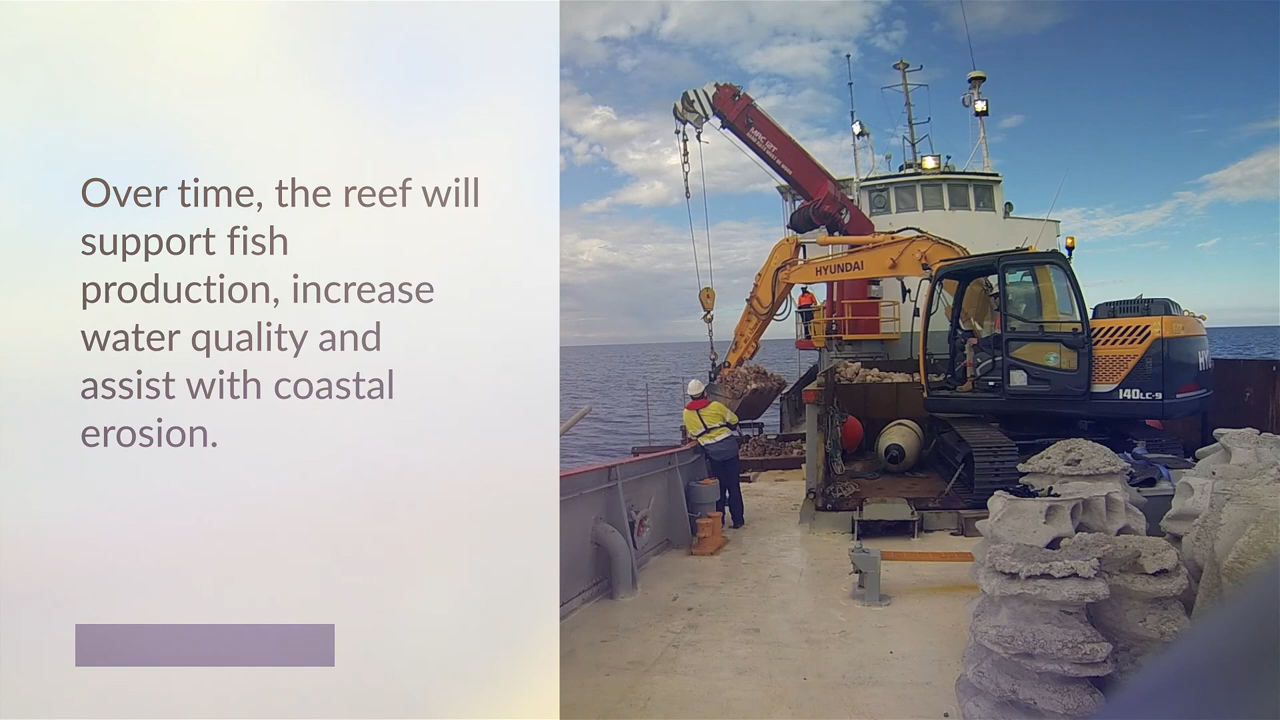 Over time, the reef will
support fish
production, increase
water quality and
assist with coastal
erosion.
HYUNDAI
140LC-9